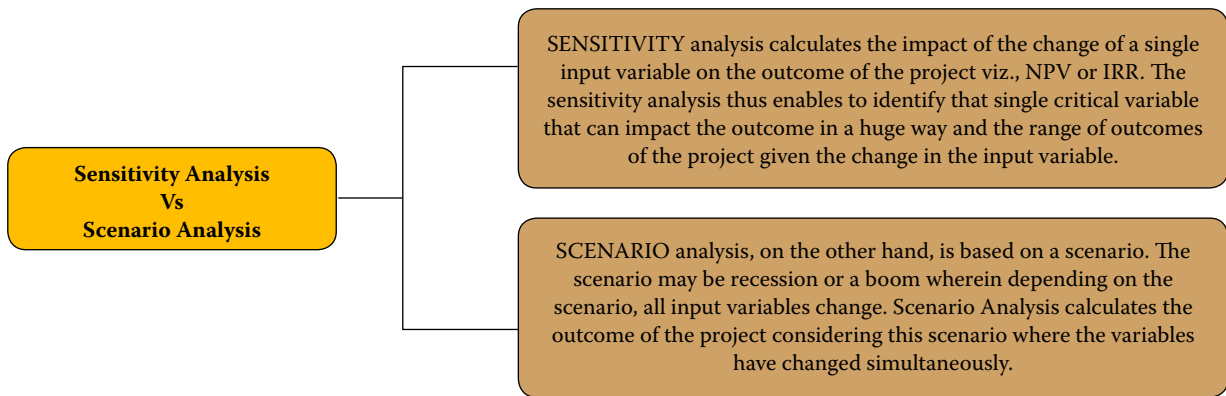 Sensitivity Analysis
Vs
Scenario Analysis
SENSITIVITY analysis calculates the impact of the change of a single
input variable on the outcome of the project viz., NPV or IRR. The
sensitivity analysis thus enables to identify that single critical variable
that can impact the outcome in a huge way and the range of outcomes
of the project given the change in the input variable.
SCENARIO analysis, on the other hand, is based on a scenario. The
scenario may be recession or a boom wherein depending on the
scenario, all input variables change. Scenario Analysis calculates the
outcome of the project considering this scenario where the variables
have changed simultaneously.